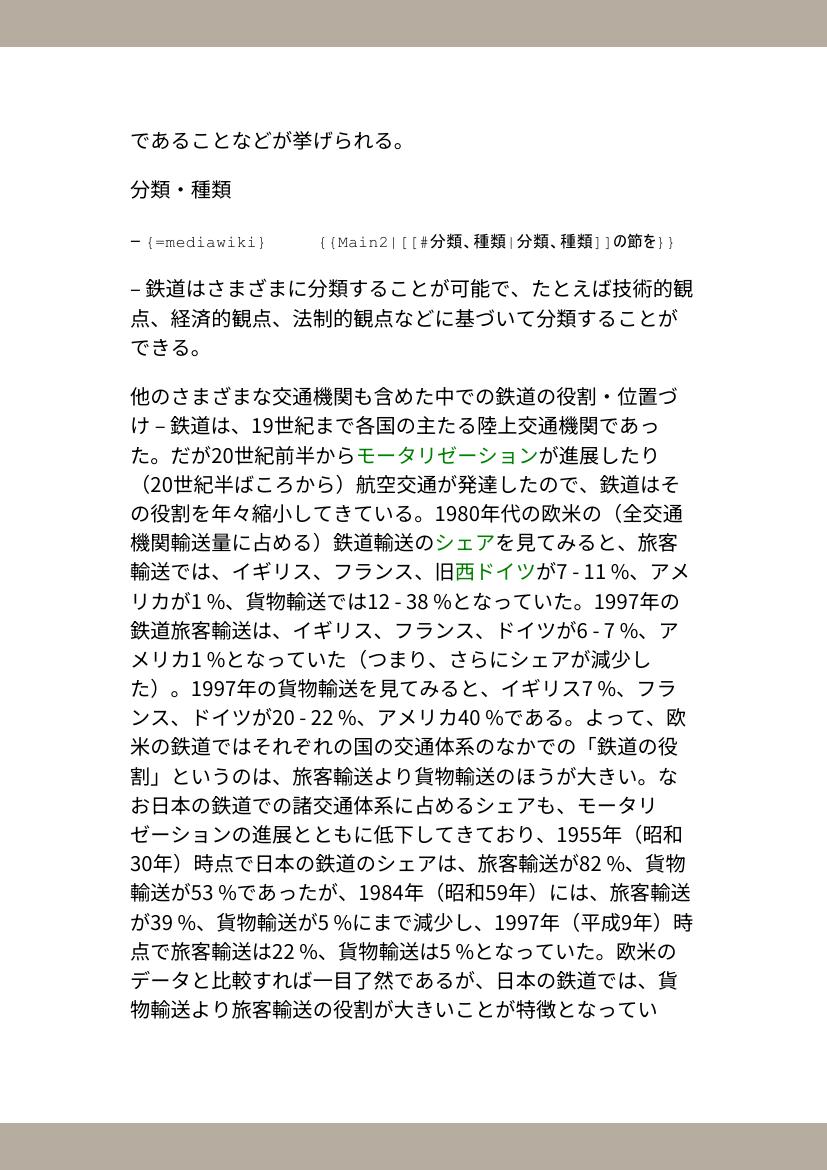 であることなどが挙げられる。
分類・種類
– {=mediawiki} {{Main2|[[#分類、種類|分類、種類]]の節を}}
– 鉄道はさまざまに分類することが可能で、たとえば技術的観
点、経済的観点、法制的観点などに基づいて分類することが
できる。
他のさまざまな交通機関も含めた中での鉄道の役割・位置づ
け – 鉄道は、19世紀まで各国の主たる陸上交通機関であっ
た。だが20世紀前半からモータリゼーションが進展したり
（20世紀半ばころから）航空交通が発達したので、鉄道はそ
の役割を年々縮小してきている。1980年代の欧米の（全交通
機関輸送量に占める）鉄道輸送のシェアを見てみると、旅客
輸送では、イギリス、フランス、旧西ドイツが7 - 11 %、アメ
リカが1 %、貨物輸送では12 - 38 %となっていた。1997年の
鉄道旅客輸送は、イギリス、フランス、ドイツが6 - 7 %、ア
メリカ1 %となっていた（つまり、さらにシェアが減少し
た）。1997年の貨物輸送を見てみると、イギリス7 %、フラ
ンス、ドイツが20 - 22 %、アメリカ40 %である。よって、欧
米の鉄道ではそれぞれの国の交通体系のなかでの「鉄道の役
割」というのは、旅客輸送より貨物輸送のほうが大きい。な
お日本の鉄道での諸交通体系に占めるシェアも、モータリ
ゼーションの進展とともに低下してきており、1955年（昭和
30年）時点で日本の鉄道のシェアは、旅客輸送が82 %、貨物
輸送が53 %であったが、1984年（昭和59年）には、旅客輸送
が39 %、貨物輸送が5 %にまで減少し、1997年（平成9年）時
点で旅客輸送は22 %、貨物輸送は5 %となっていた。欧米の
データと比較すれば一目了然であるが、日本の鉄道では、貨
物輸送より旅客輸送の役割が大きいことが特徴となってい